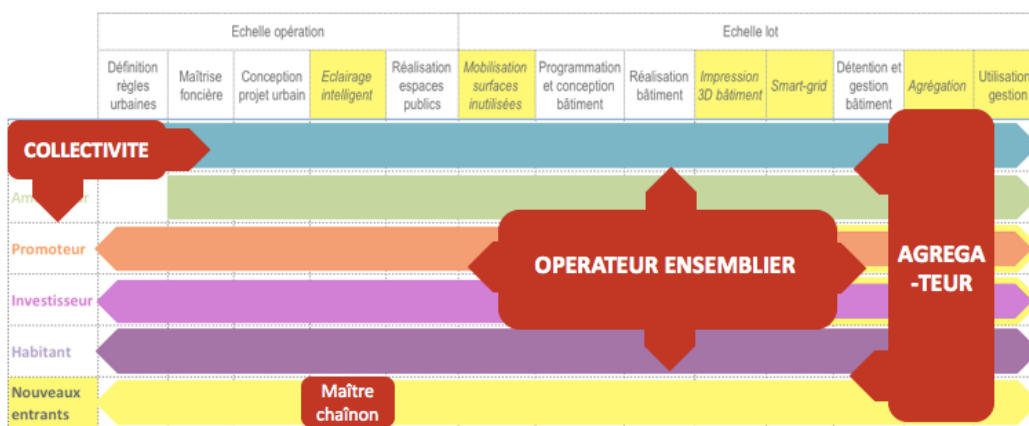 Echelle opération
Echelle lot
Définition
règles
urbaines
Maîtrise
foncière
Conception
projet urbain
Eclairage
intelligent
Réalisation
espaces
publics
Mobilisation
surfaces
inutilisées
Programmation
et conception
bâtiment
Réalisation
bâtiment
Impression
3D bâtiment
Smart-grid
Détention et
gestion
bâtiment
Agrégation
Utilisation
gestion
COLLECTIVITE
Promoteur
Investisseur
Habitant
Nouveaux
entrants
OPERATEUR ENSEMBLIER
AGREGA
-TEUR
Maître
chaînon